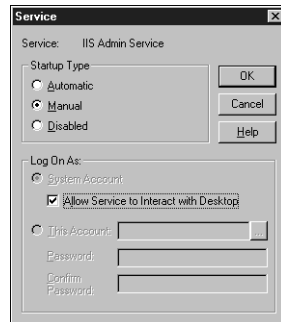 Service
Service: IIS Admin Service
Startup Type
Automatic
Manual
Disabled
OK
Cancel
Help
Log On As:
System Account
Allow Service to Interact with Desktop
This Account:
...
Password:
Confirm
Password: